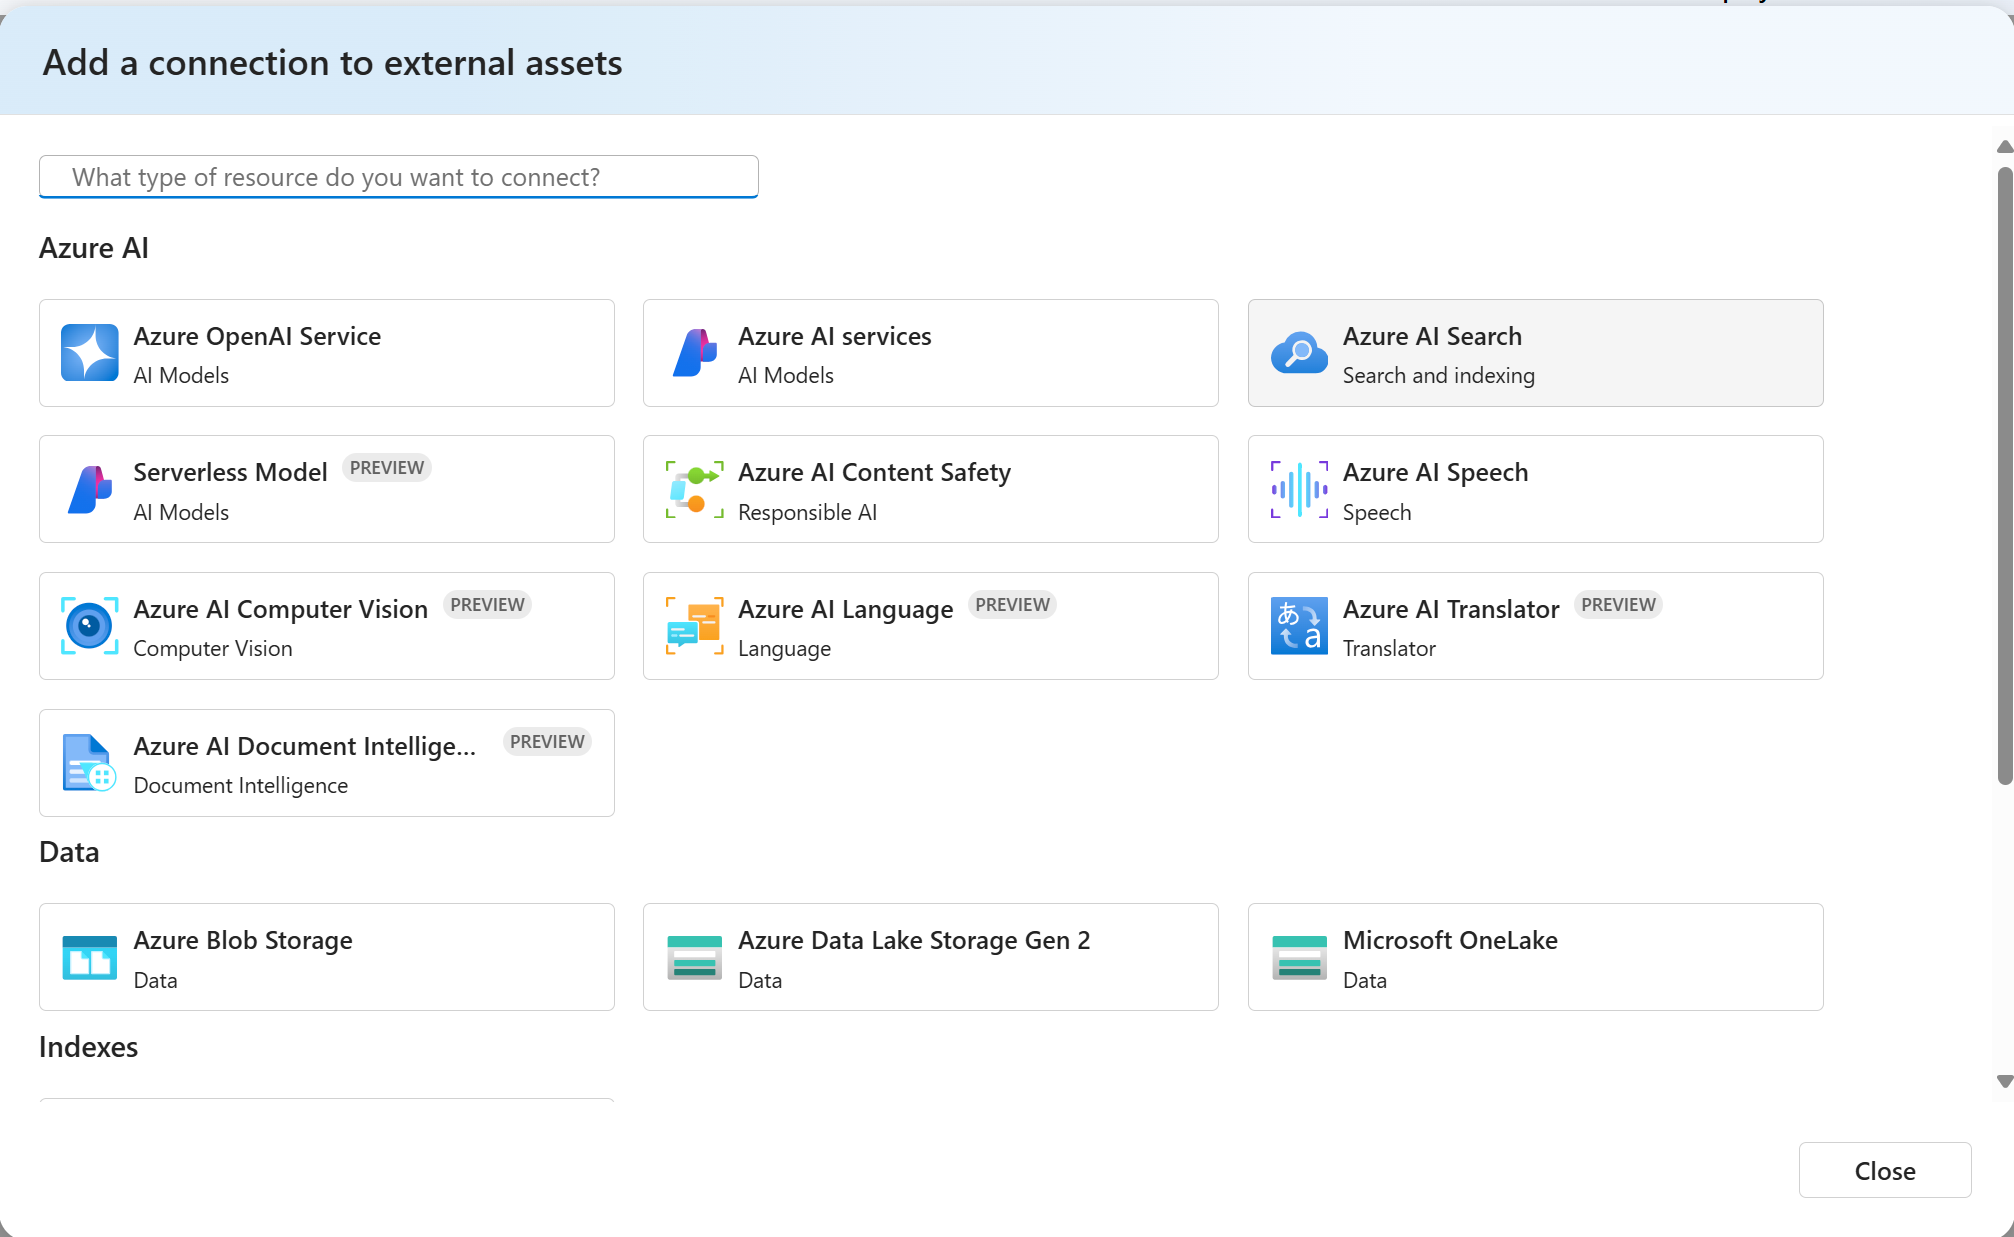 Add a connection to external assets
What type of resource do you want to connect?
Azure AI
Azure OpenAI Service
AI Models
Azure AI services
AI Models
Azure AI Search
Search and indexing
Serverless Model PREVIEW
AI Models
Azure AI Content Safety
Responsible AI
Azure AI Speech
Speech
Azure AI Computer Vision PREVIEW
Computer Vision
Azure AI Language PREVIEW
Language
あ
a
Azure AI Translator PREVIEW
Translator
Azure AI Document Intellige... PREVIEW
Document Intelligence
Data
Azure Blob Storage
Data
Azure Data Lake Storage Gen 2
Data
Microsoft OneLake
Data
Indexes
Close